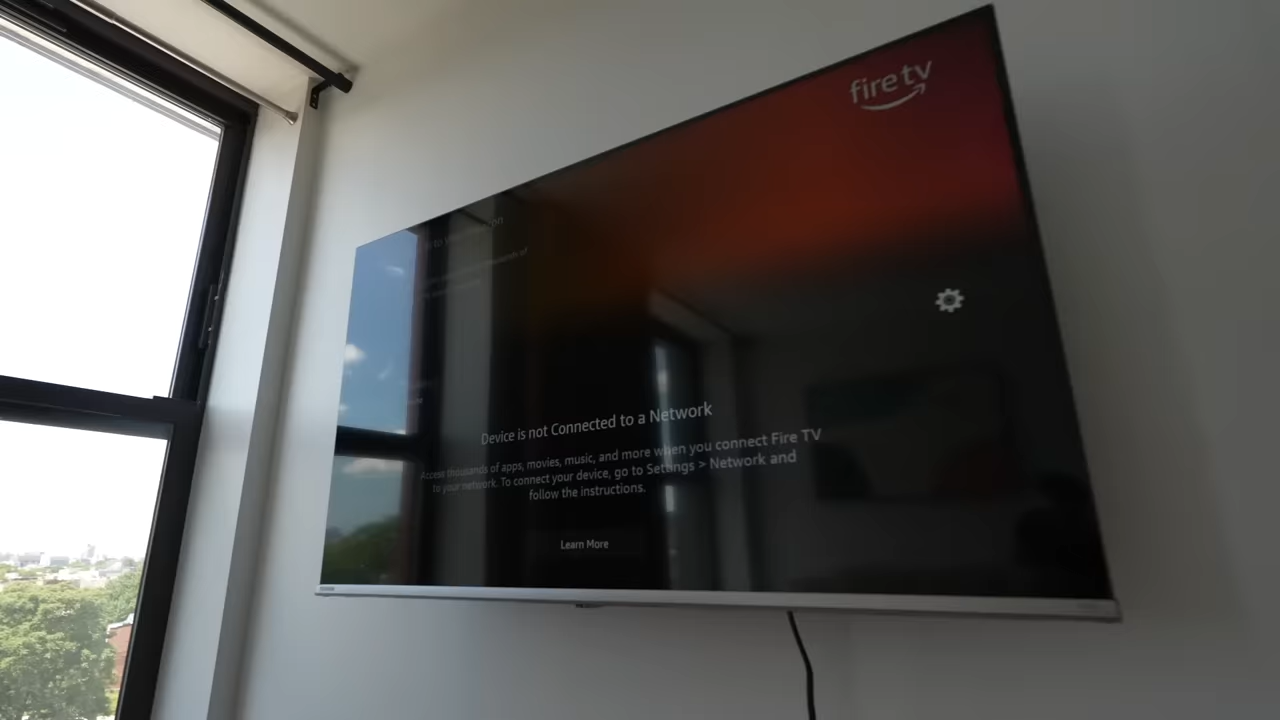 fire tv
Device is not Connected to a Network
Access thousands of apps, movies, music, and more when you connect Fire TV
to your network. To connect your device, go to Settings > Network and
follow the instructions.
Learn More